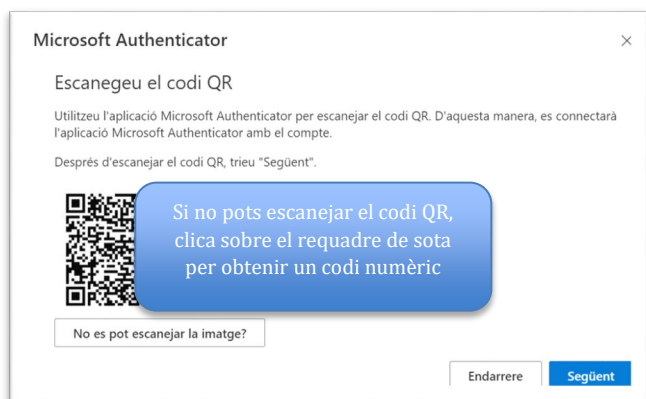 Microsoft Authenticator
Escanegeu el codi QR
Utilitzeu l'aplicació Microsoft Authenticator per escanejar el codi QR. D'aquesta manera, es connectarà
l'aplicació Microsoft Authenticator amb el compte.
Després d'escanejar el codi QR, trieu "Següent".
Si no pots escanejar el codi QR,
clica sobre el requadre de sota
per obtenir un codi numèric
No es pot escanejar la imatge?
Endarrere
Següent